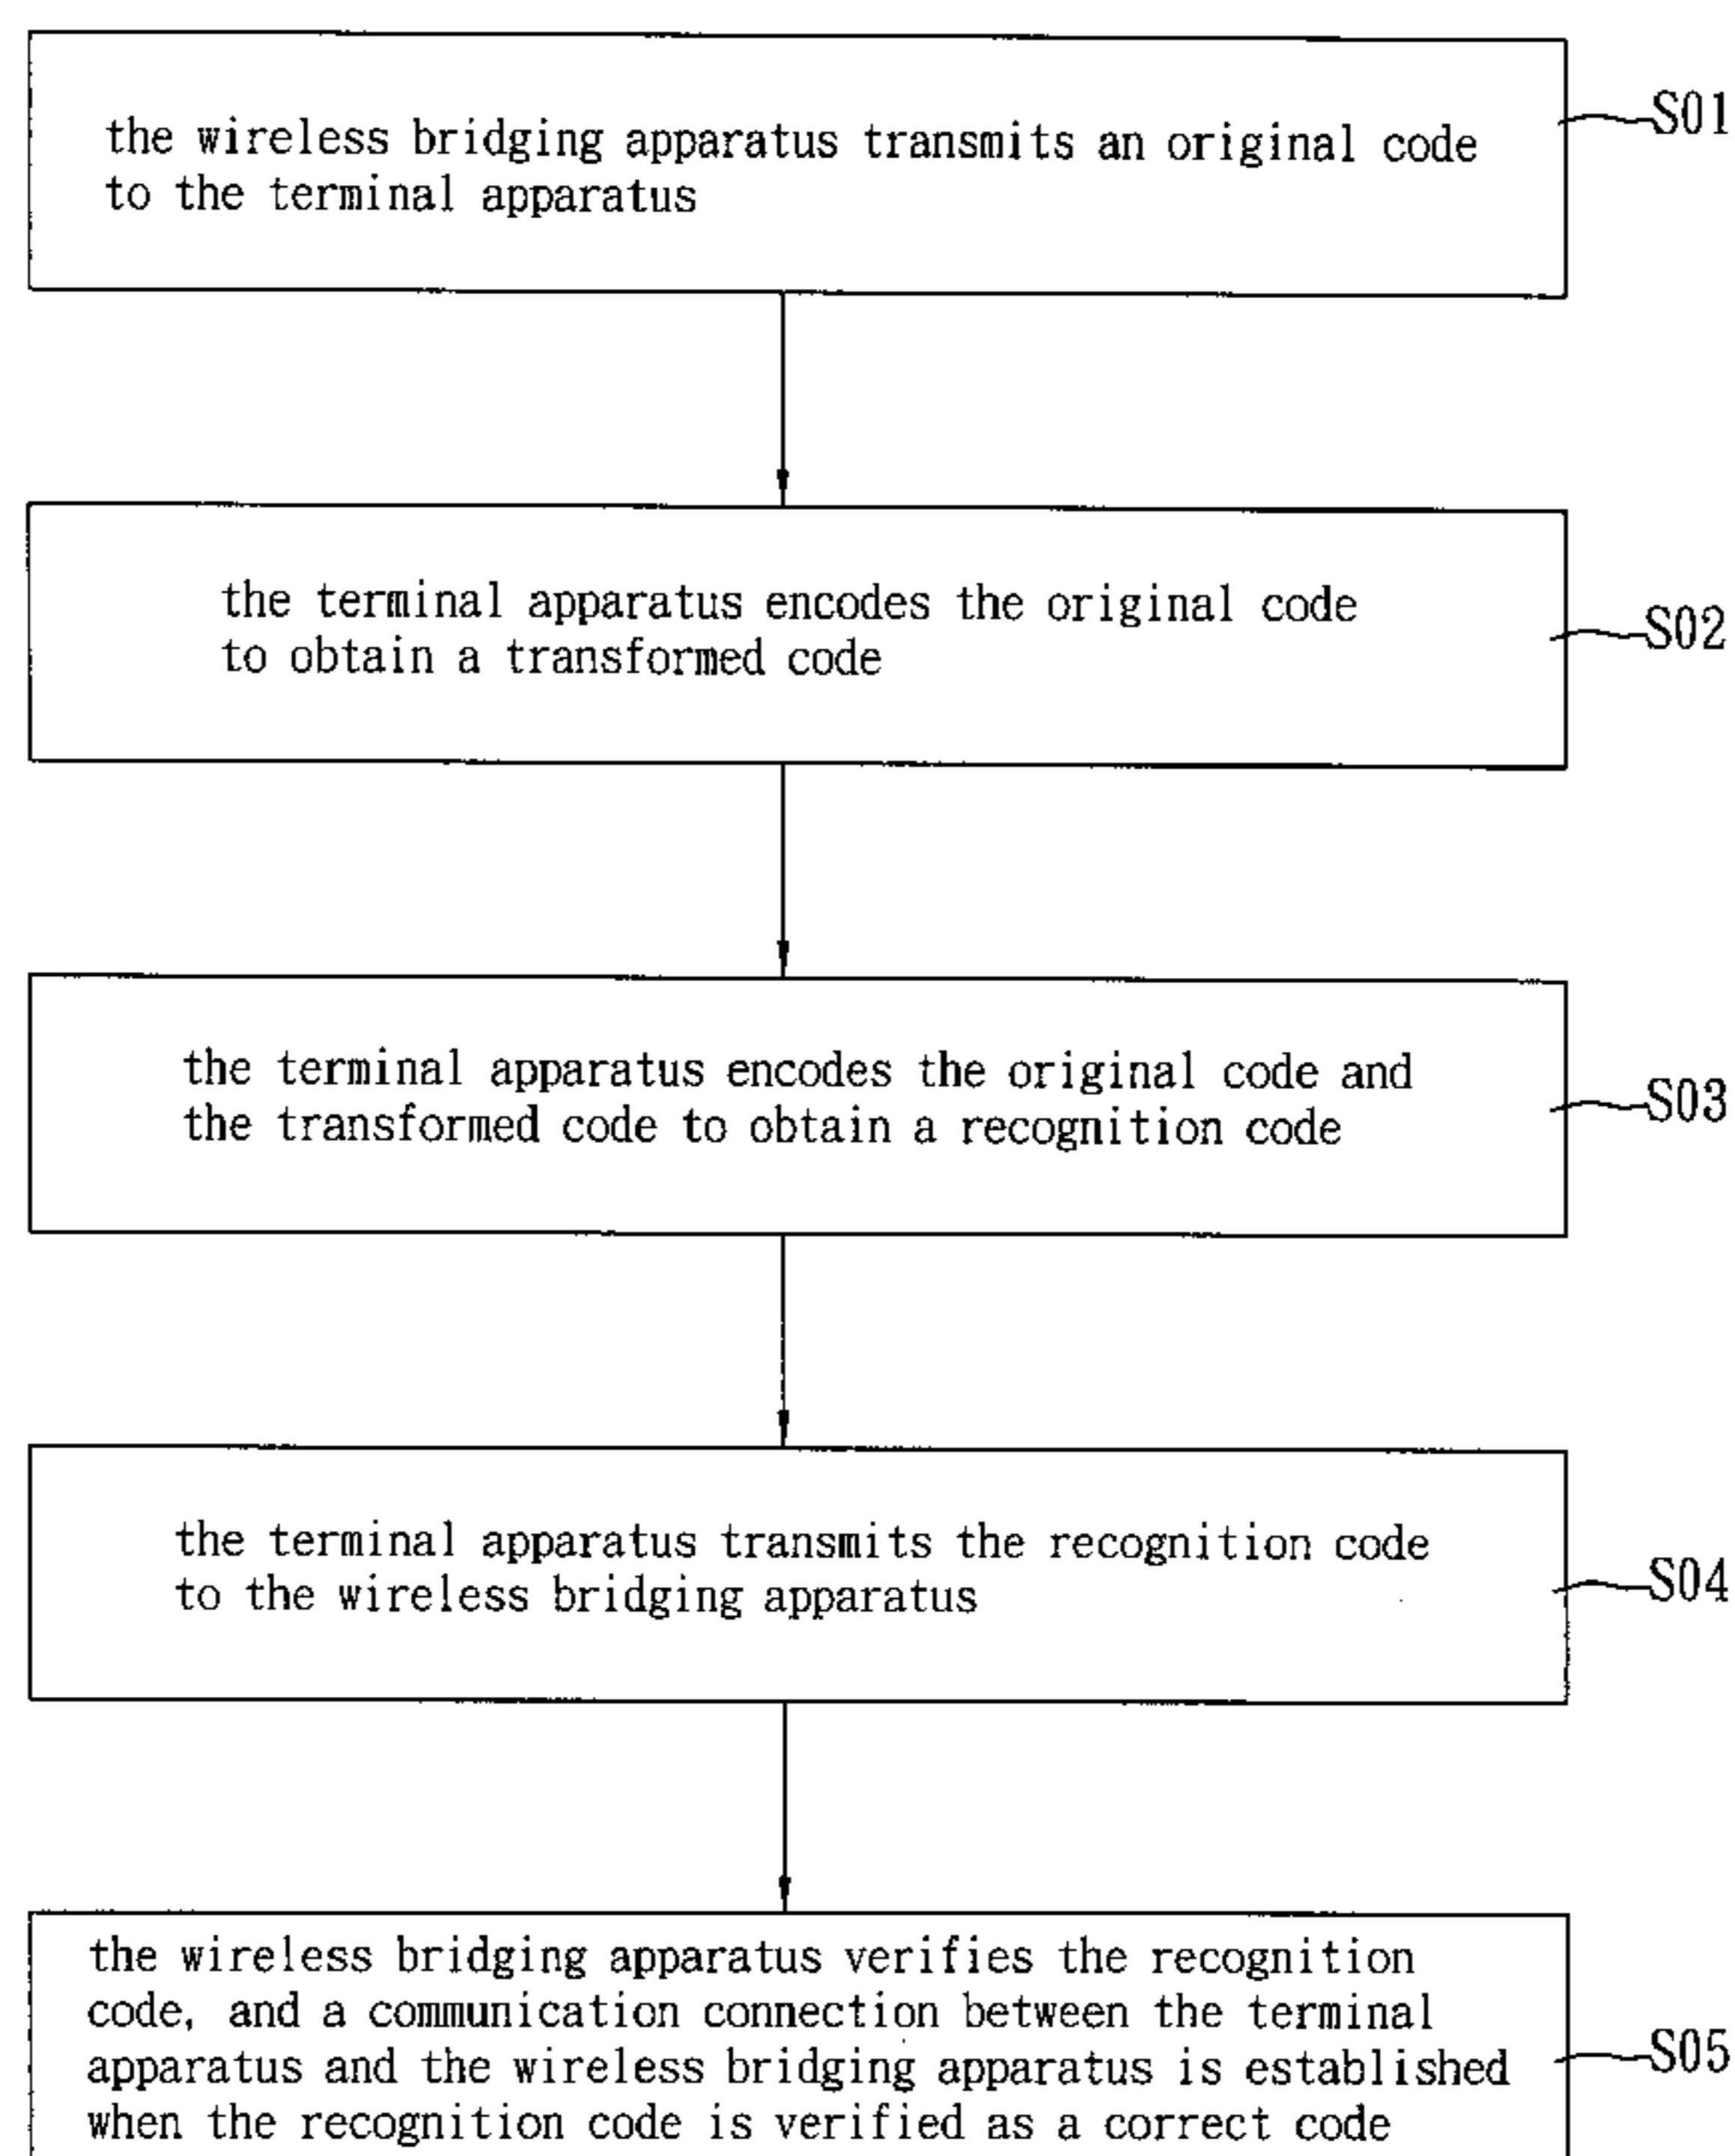 the wireless bridging apparatus transmits an original code
to the terminal apparatus
S01
the terminal apparatus encodes the original code
to obtain a transformed code
S02
the terminal apparatus encodes the original code and
the transformed code to obtain a recognition code
S03
the terminal apparatus transmits the recognition code
to the wireless bridging apparatus
S04
the wireless bridging apparatus verifies the recognition
code, and a communication connection between the terminal
apparatus and the wireless bridging apparatus is established
when the recognition code is verified as a correct code
S05